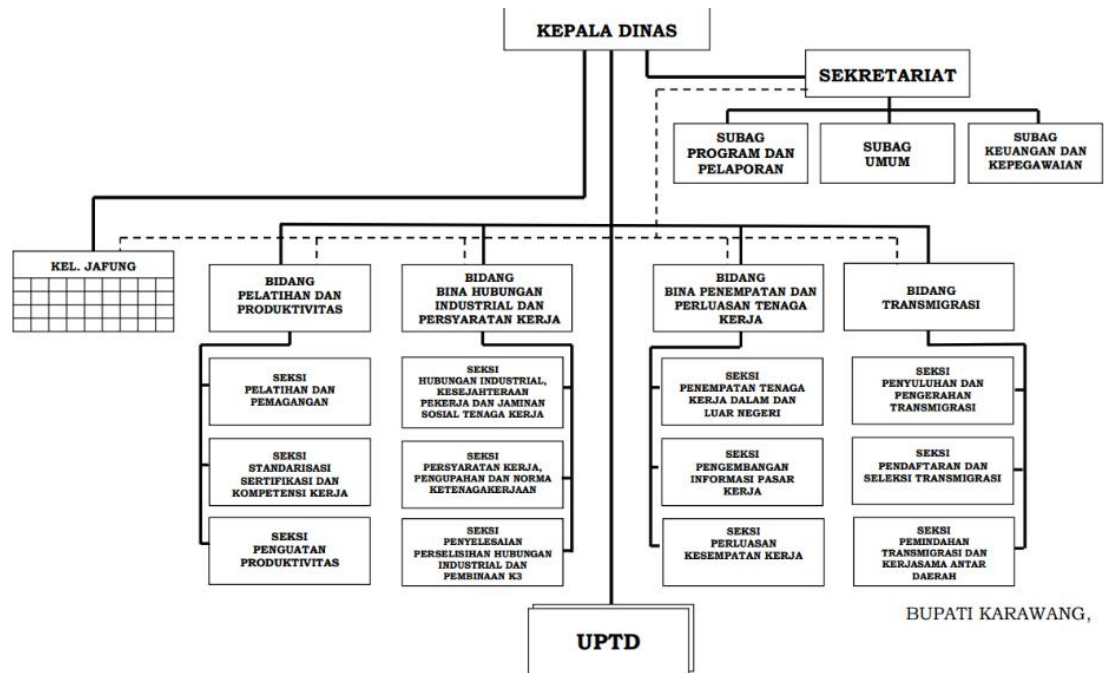 KEPALA DINAS
SEKRETARIAT
SUBAG
PROGRAM DAN
PELAPORAN
SUBAG
UMUM
SUBAG
KEUANGAN DAN
KEPEGAWAIAN
KEL. JAFUNG
BIDANG
PELATIHAN DAN
PRODUKTIVITAS
BIDANG
BINA HUBUNGAN
INDUSTRIAL DAN
PERSYARATAN KERJA
BIDANG
BINA PENEMPATAN DAN
PERLUASAN TENAGA
KERJA
BIDANG
TRANSMIGRASI
SEKSI
PELATIHAN DAN
PEMAGANGAN
SEKSI
HUBUNGAN INDUSTRIAL,
KESEJAHTERAAN
PEKERJA DAN JAMINAN
SOSIAL TENAGA KERJA
SEKSI
PENEMPATAN TENAGA
KERJA DALAM DAN
LUAR NEGERI
SEKSI
PENYULUHAN DAN
PENGERAHAN
TRANSMIGRASI
SEKSI
STANDARISASI
SERTIFIKASI DAN
KOMPETENSI KERJA
SEKSI
PERSYARATAN KERJA,
PENGUPAHAN DAN NORMA
KETENAGAKERJAAN
SEKSI
PENGEMBANGAN
INFORMASI PASAR
KERJA
SEKSI
PENDAFTARAN DAN
SELEKSI TRANSMIGRASI
SEKSI
PENGUATAN
PRODUKTIVITAS
SEKSI
PENYELESAIAN
PERSELISIHAN HUBUNGAN
INDUSTRIAL DAN
PEMBINAAN K3
SEKSI
PERLUASAN
KESEMPATAN KERJA
SEKSI
PEMINDAHAN
TRANSMIGRASI DAN
KERJASAMA ANTAR
DAERAH
BUPATI KARAWANG,
UPTD